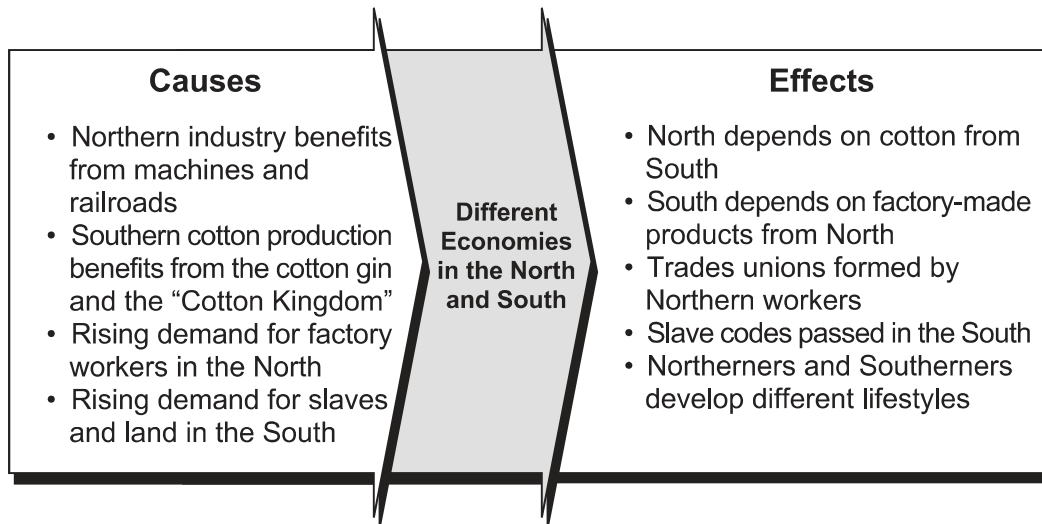 Causes
• Northern industry benefits
from machines and
railroads
• Southern cotton production
benefits from the cotton gin
and the “Cotton Kingdom”
• Rising demand for factory
workers in the North
• Rising demand for slaves
and land in the South
Different
Economies
in the North
and South
Effects
• North depends on cotton from
South
• South depends on factory-made
products from North
• Trades unions formed by
Northern workers
• Slave codes passed in the South
• Northerners and Southerners
develop different lifestyles